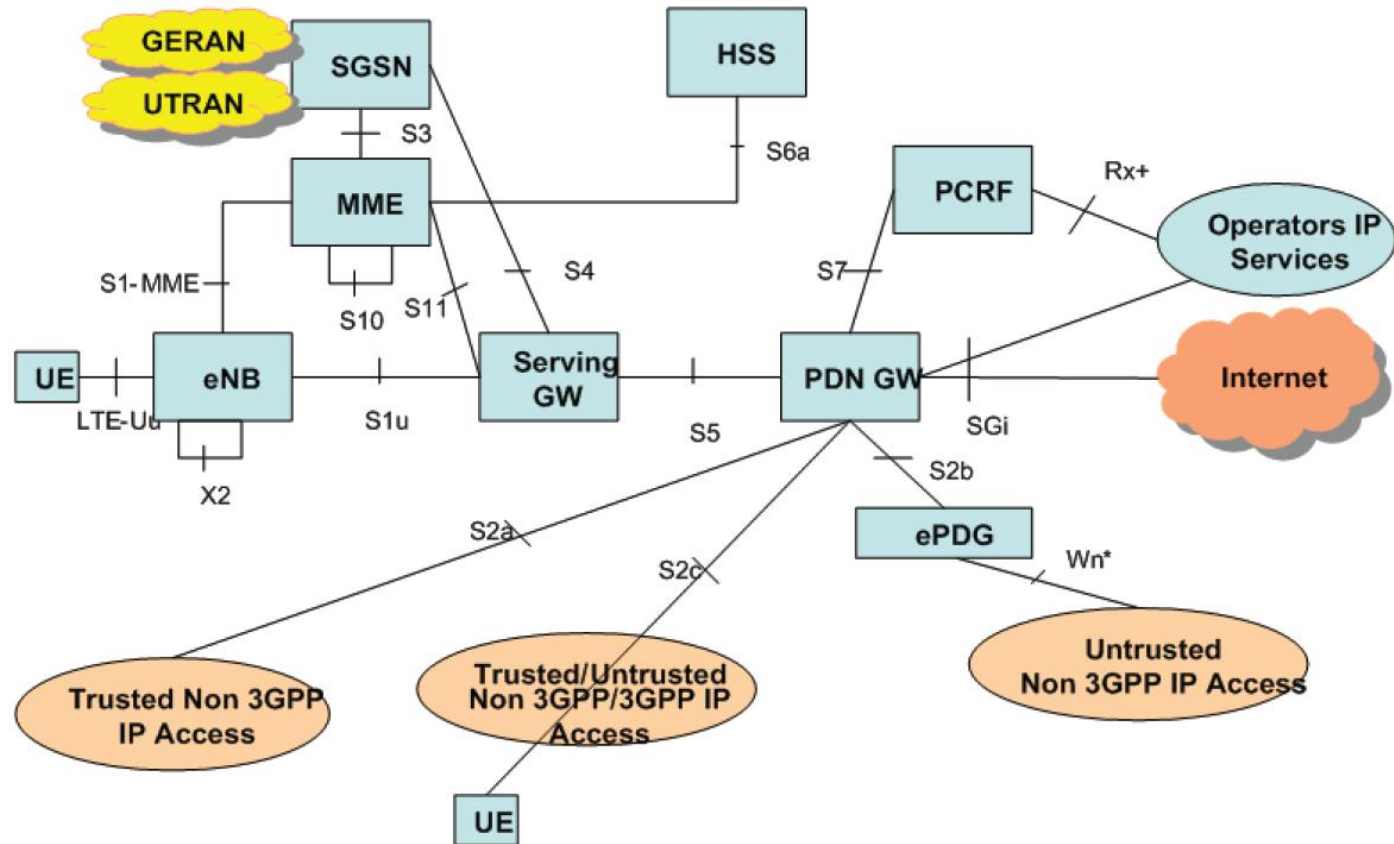 GERAN
UTRAN
SGSN
HSS
S3
S6a
MME
PCRF
Rx+
Operators IP
Services
S1-MME
S10
S11
S4
S7
UE
eNB
Serving
GW
PDN GW
Internet
LTE-Uu
S1u
S5
SGi
X2
S2b
S2a
S2c
ePDG
Wn*
Trusted Non 3GPP
IP Access
Trusted/Untrusted
Non 3GPP/3GPP IP
Access
Untrusted
Non 3GPP IP Access
UE